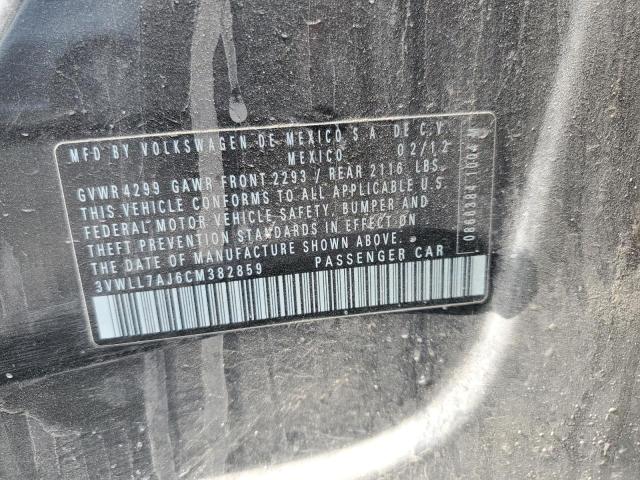 MFD BY VOLKSWAGEN DE MEXICO S.A. DE C.V.
MEXICO 02/12
GVWR 4299 GAWR FRONT 2293 / REAR 2116 LBS.
THIS VEHICLE CONFORMS TO ALL APPLICABLE U.S.
FEDERAL MOTOR VEHICLE SAFETY, BUMPER AND
THEFT PREVENTION STANDARDS IN EFFECT ON
THE DATE OF MANUFACTURE SHOWN ABOVE.
3VWLL7AJ6CM382859 PASSENGER CAR